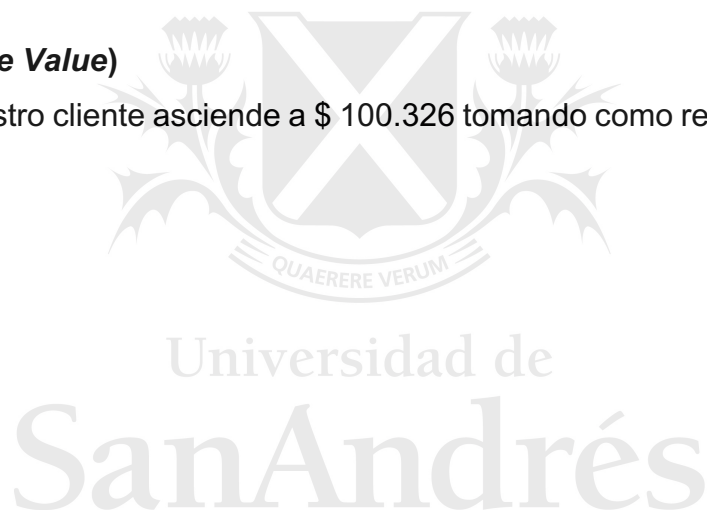 e Value)
stro cliente asciende a $ 100.326 tomando como re
QUAERERE VERUM
Universidad de
SanAndrés